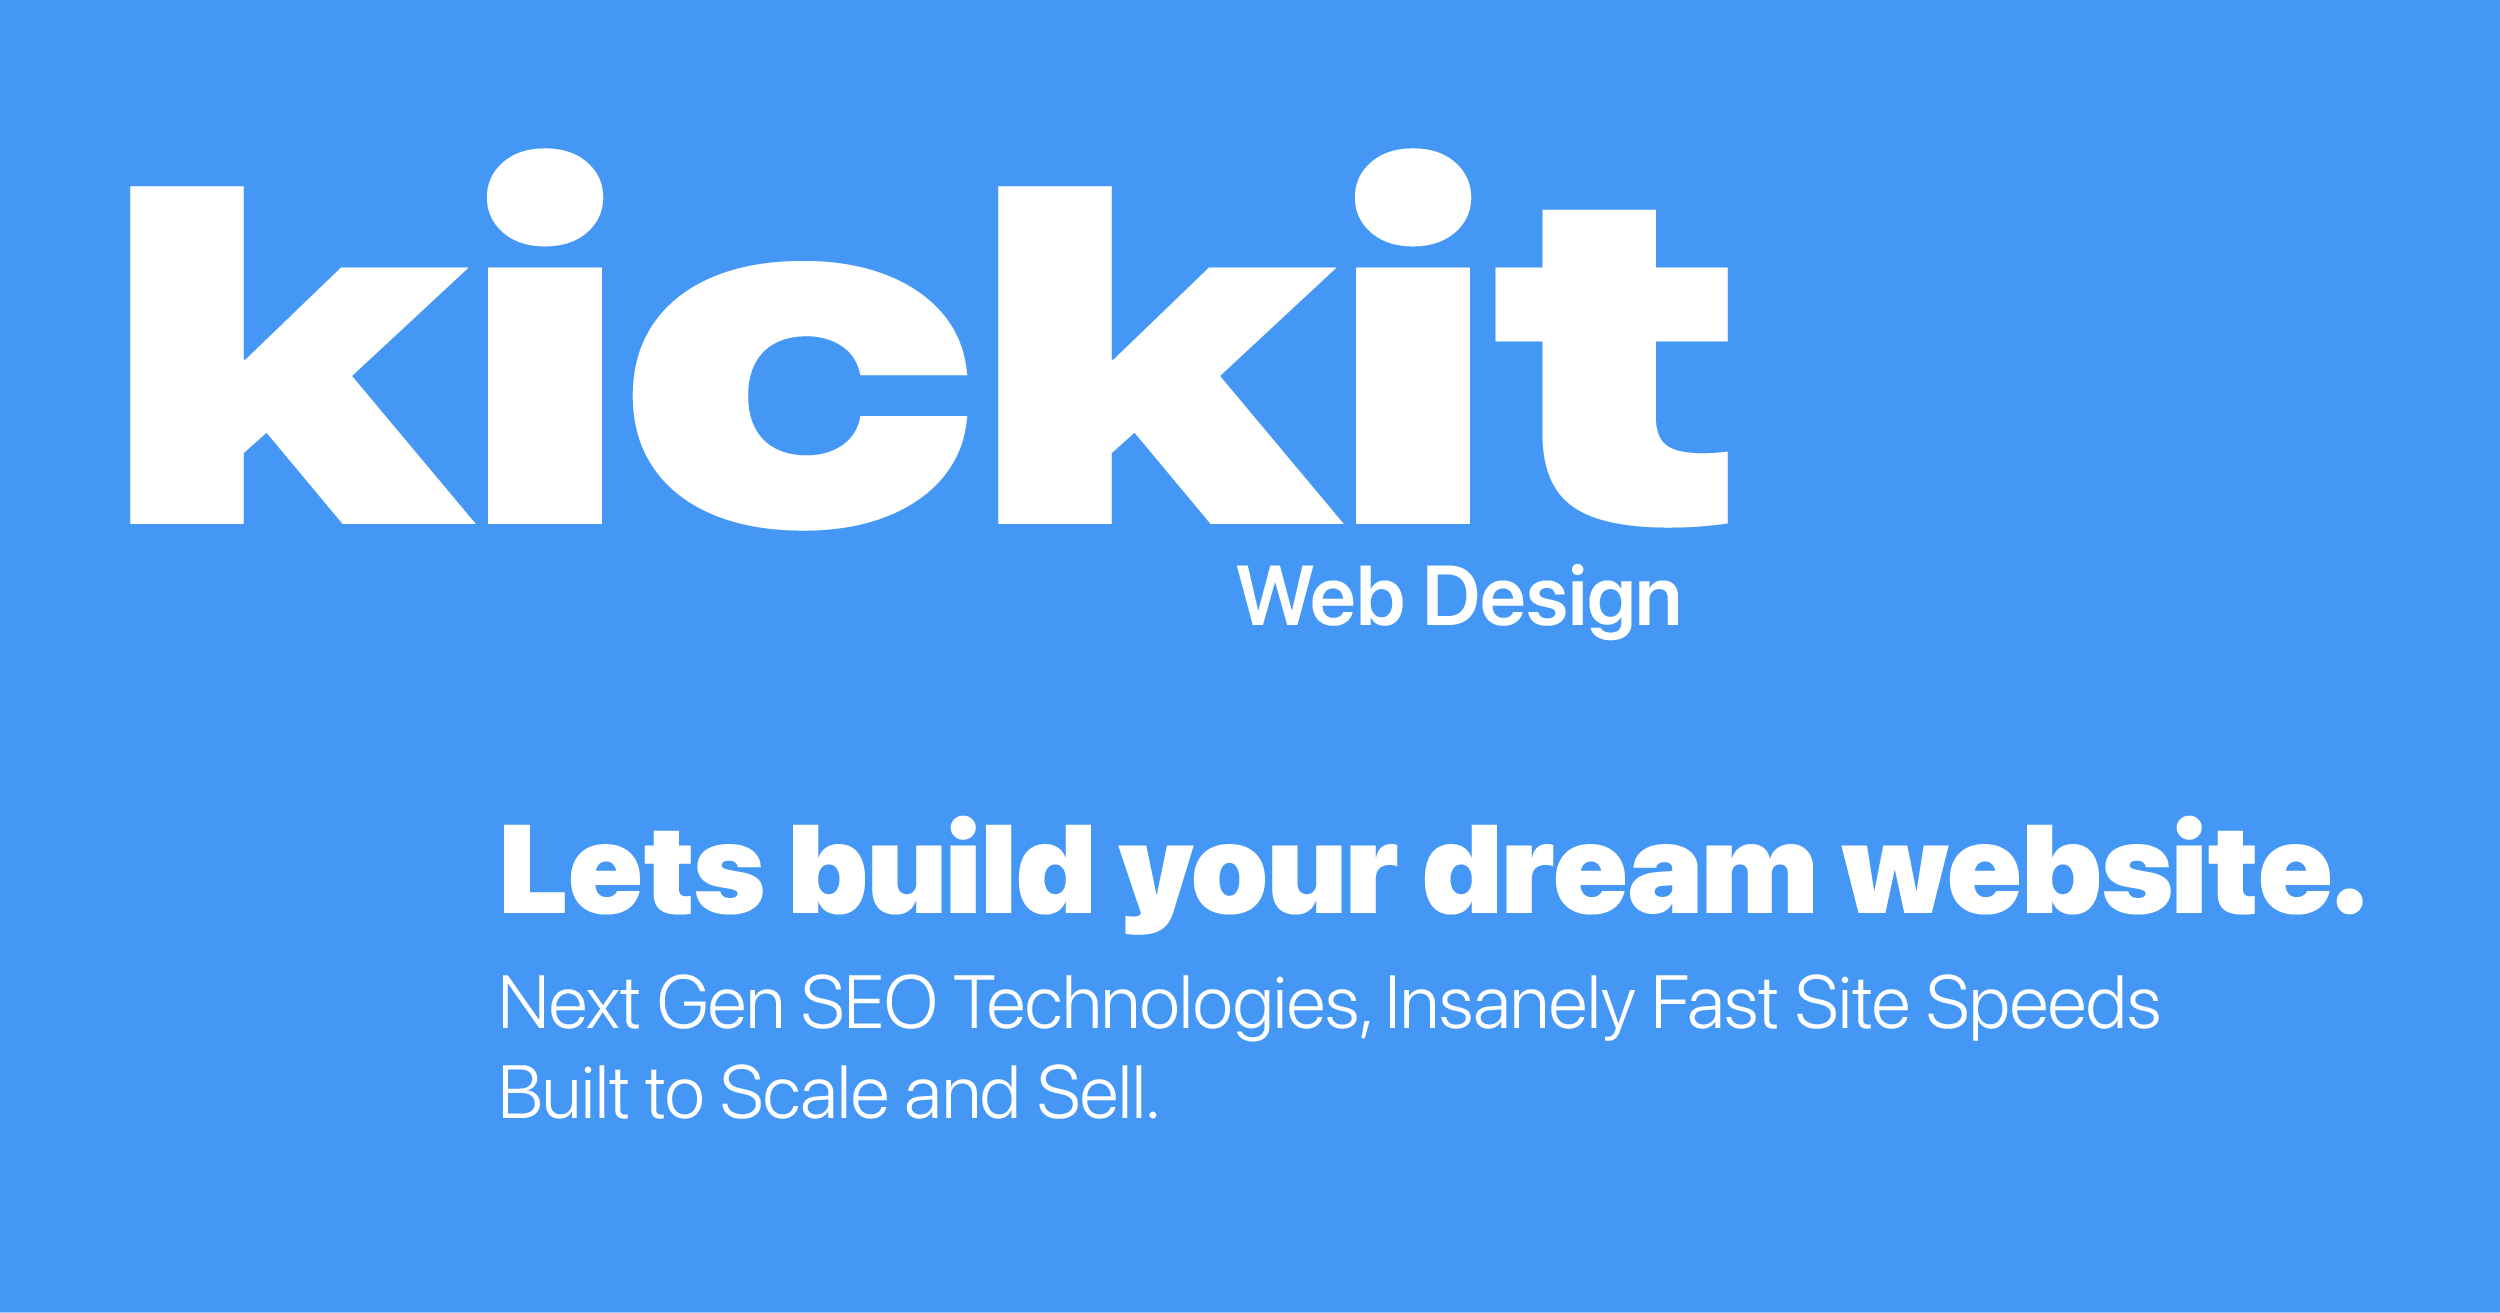 kickit
Web Design
Lets build your dream website.
Next Gen SEO Technologies, Insanely Fast Site Speeds
Built to Scale and Sell.